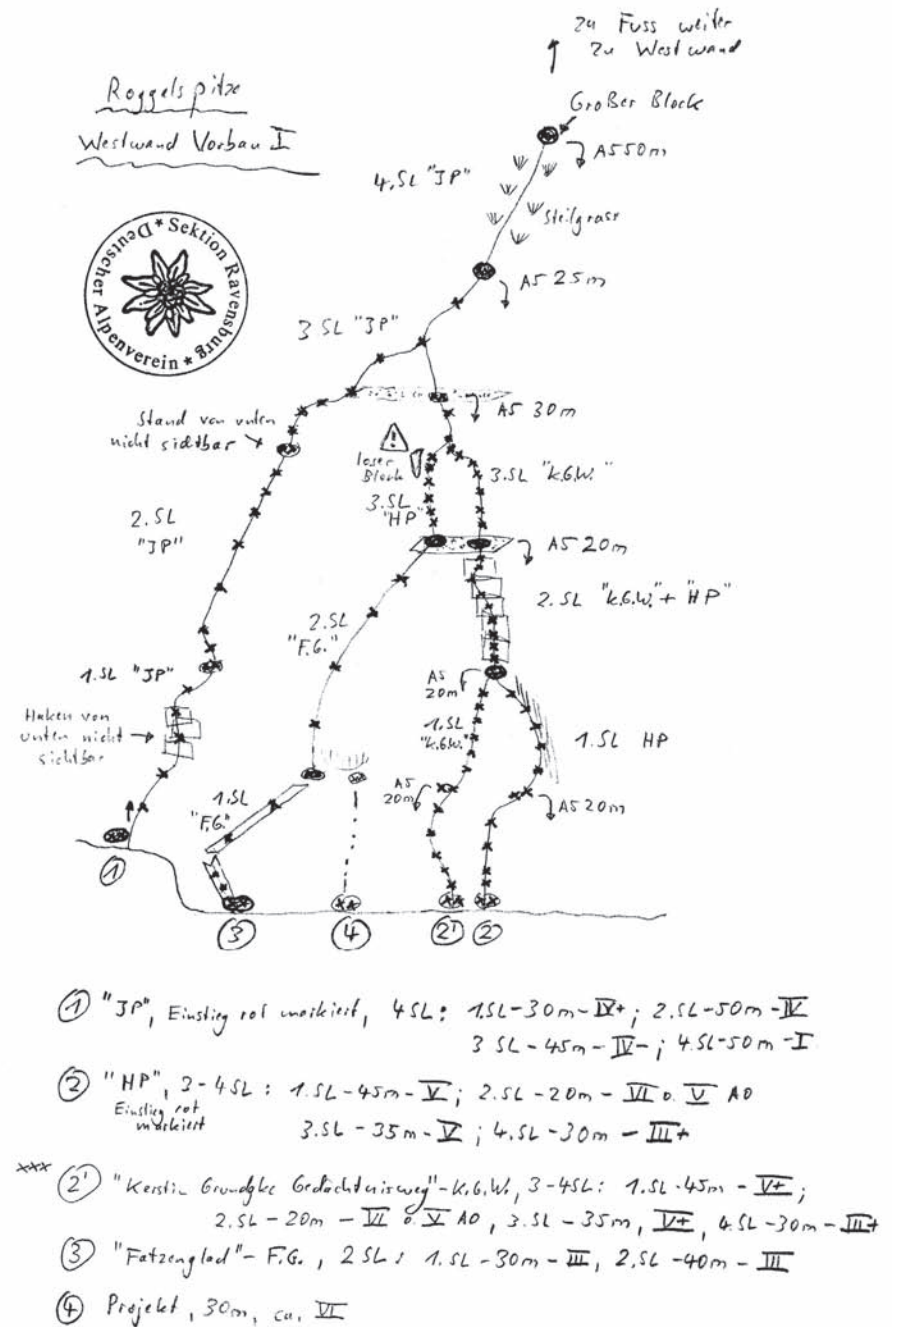 zu Fuss weiter
zu Westwand
Roggelspitze
Westwand Vorbau I
Großer Block
AS 50m
4.SL "JP"
Steilgrass
Deutscher Alpenverein * Sektion Ravensburg *
AS 25m
3.SL "JP"
Stand von unten
nicht sichtbar
AS 30m
loser
Block
3.SL "K.G.W."
3.SL
"HP"
2.SL
"JP"
AS 20m
2.SL "K.G.W." + "HP"
2.SL
"F.G."
1.SL "JP"
AS
20m
Haken von
unten nicht
sichtbar
1.SL
"K.G.W."
1.SL HP
AS
20m
1.SL
"F.G."
AS 20m
1
3
4
2'
2
1 "JP", Einstieg rot markiert, 4SL: 1.SL-30m-IV+; 2.SL-50m-IV
3 SL-45m-IV-; 4.SL-50m-I
2 "HP", 3-4SL: 1.SL-45m-V; 2.SL-20m-VI o. V A0
Einstieg rot
markiert
3.SL-35m-V; 4.SL-30m-III+
xxx 2' "Kerstin Gedächtnisweg"-K.G.W., 3-4SL: 1.SL-45m-V+;
2.SL-20m-VI o. V A0, 3.SL-35m, V+, 4.SL-30m-III+
3 "Fatzenglad"-F.G., 2SL: 1.SL-30m-III, 2.SL-40m-III
4 Projekt, 30m, ca. VI